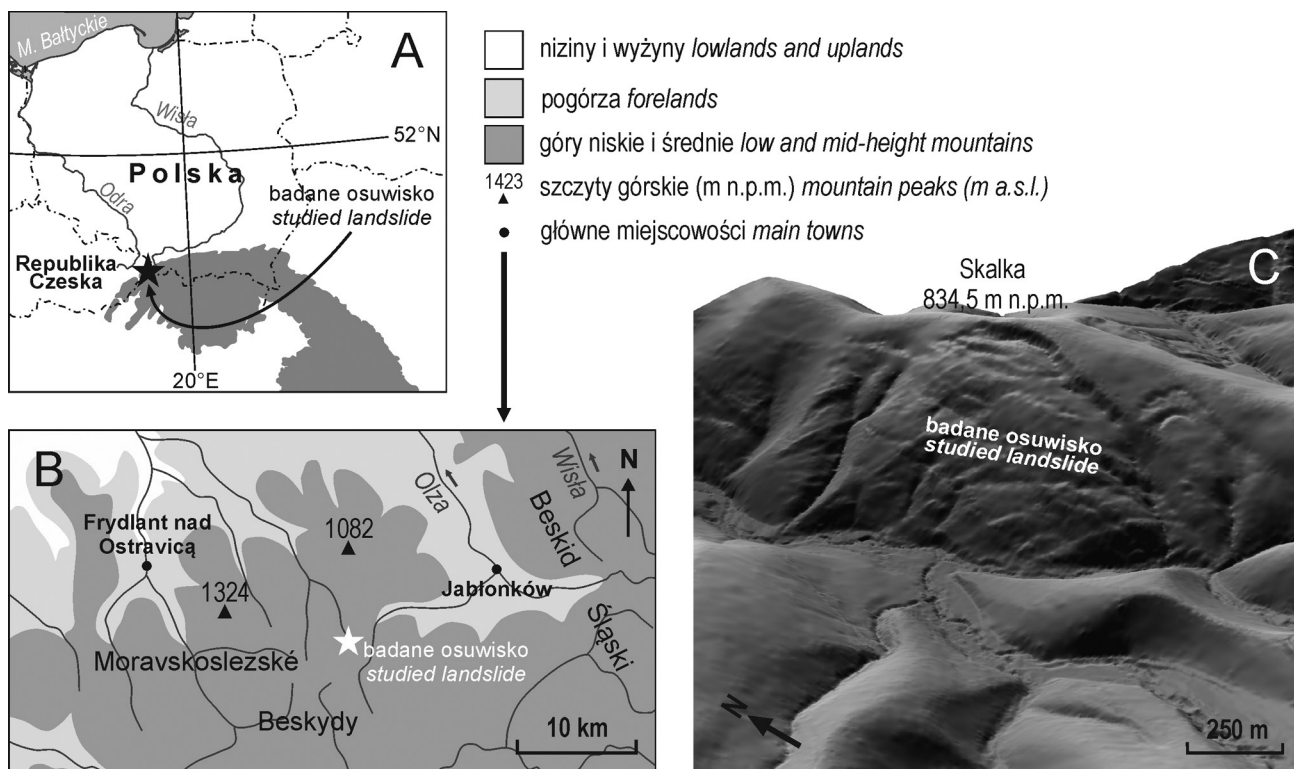 M. Bałtyckie
A
Wisła
52°N
Polska
Odra
badane osuwisko
studied landslide
Republika
Czeska
20°E
niziny i wyżyny lowlands and uplands
pogórza forelands
góry niskie i średnie low and mid-height mountains
1423
szczyty górskie (m n.p.m.) mountain peaks (m a.s.l.)
główne miejscowości main towns
B
Olza
Wisła
N
Frydlant nad
Ostravicą
1082
Beskid
Jabłonków
1324
Śląski
Moravskoslezské
badane osuwisko
studied landslide
Beskydy
10 km
C
Skalka
834,5 m n.p.m.
badane osuwisko
studied landslide
N
250 m